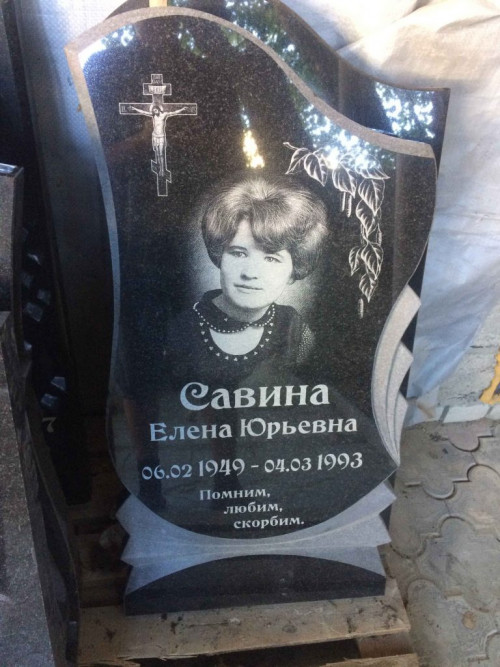 Савина
Елена Юрьевна
06.02 1949 - 04.03 1993
Помним,
любим,
скорбим.